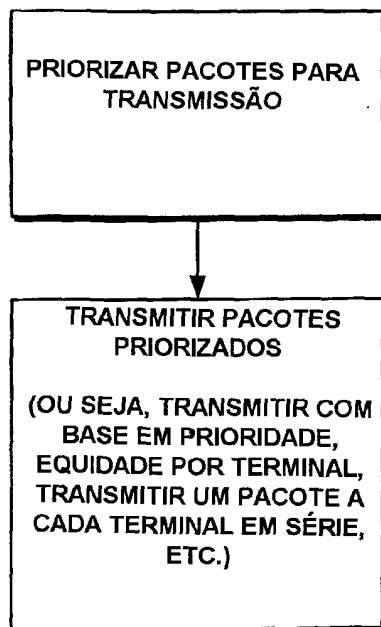 PRIORIZAR PACOTES PARA
TRANSMISSÃO
TRANSMITIR PACOTES
PRIORIZADOS
(OU SEJA, TRANSMITIR COM
BASE EM PRIORIDADE,
EQUIDADE POR TERMINAL,
TRANSMITIR UM PACOTE A
CADA TERMINAL EM SÉRIE,
ETC.)